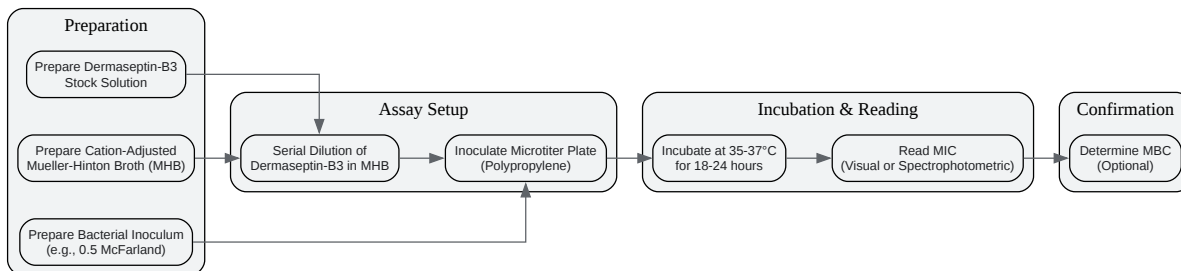 Preparation
Prepare Dermaseptin-B3
Stock Solution
Prepare Cation-Adjusted
Mueller-Hinton Broth (MHB)
Prepare Bacterial Inoculum
(e.g., 0.5 McFarland)
Assay Setup
Serial Dilution of
Dermaseptin-B3 in MHB
Inoculate Microtiter Plate
(Polypropylene)
Incubation & Reading
Incubate at 35-37°C
for 18-24 hours
Read MIC
(Visual or Spectrophotometric)
Confirmation
Determine MBC
(Optional)